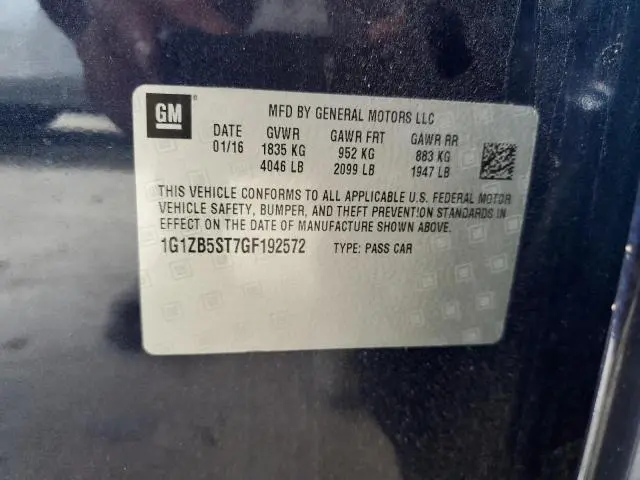 GM ®
MFD BY GENERAL MOTORS LLC
DATE GVWR GAWR FRT GAWR RR
01/16 1835 KG 952 KG 883 KG
4046 LB 2099 LB 1947 LB
THIS VEHICLE CONFORMS TO ALL APPLICABLE U.S. FEDERAL MOTOR
VEHICLE SAFETY, BUMPER, AND THEFT PREVENTION STANDARDS IN
EFFECT ON THE DATE OF MANUFACTURE SHOWN ABOVE.
1G1ZB5ST7GF192572 TYPE: PASS CAR